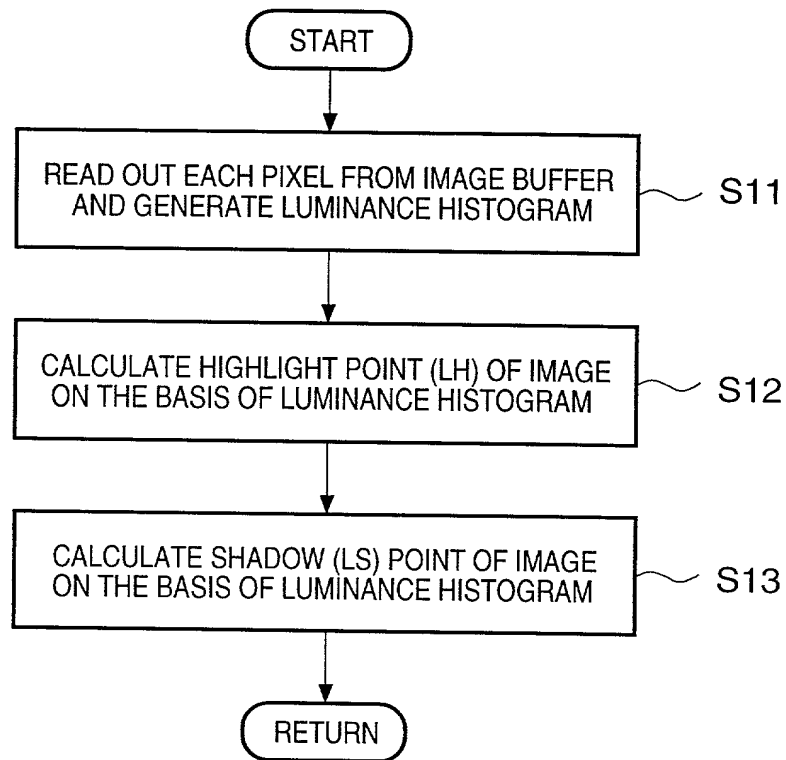 START
READ OUT EACH PIXEL FROM IMAGE BUFFER
AND GENERATE LUMINANCE HISTOGRAM
S11
CALCULATE HIGHLIGHT POINT (LH) OF IMAGE
ON THE BASIS OF LUMINANCE HISTOGRAM
S12
CALCULATE SHADOW (LS) POINT OF IMAGE
ON THE BASIS OF LUMINANCE HISTOGRAM
S13
RETURN